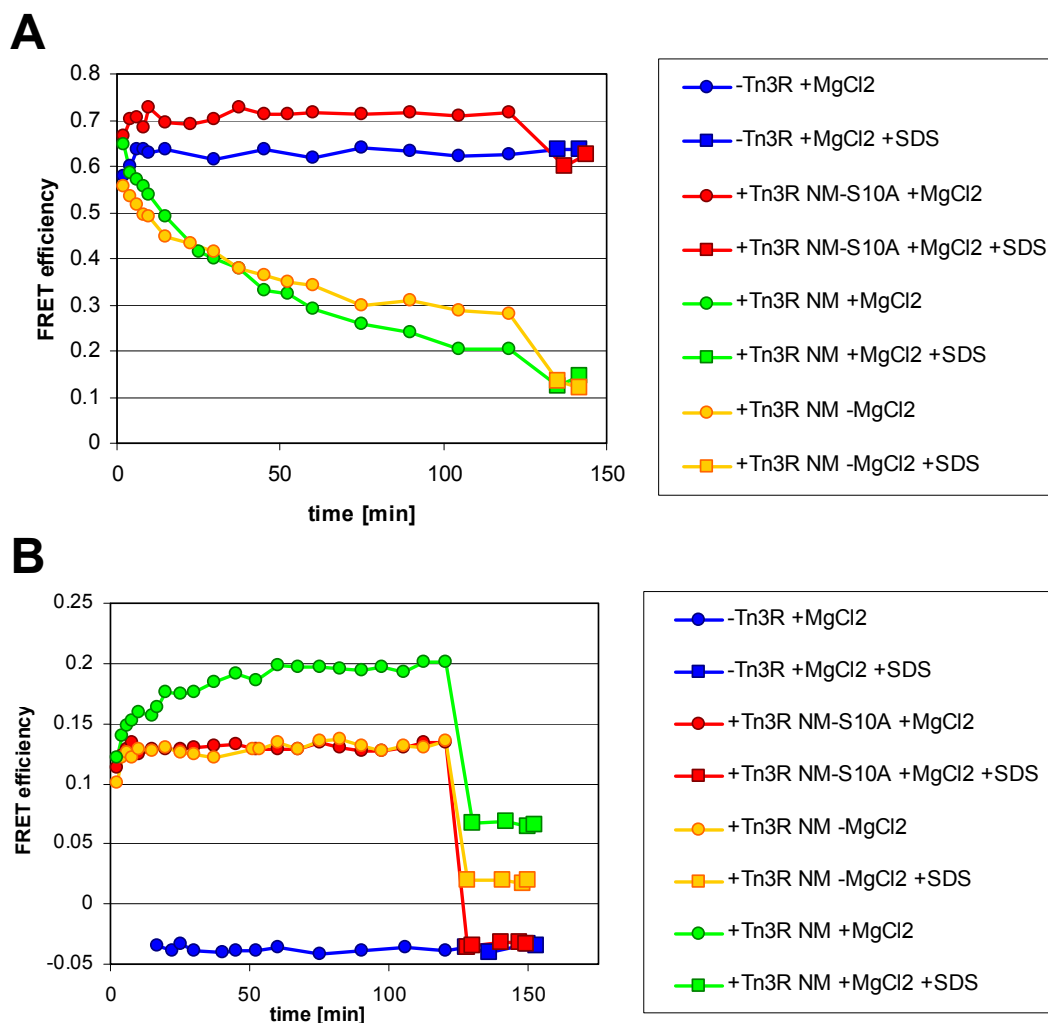 A
0.8
0.7
0.6
0.5
0.4
0.3
0.2
0.1
0
FRET efficiency
0 50 100 150
time [min]
-Tn3R +MgCl2
-Tn3R +MgCl2 +SDS
+Tn3R NM-S10A +MgCl2
+Tn3R NM-S10A +MgCl2 +SDS
+Tn3R NM +MgCl2
+Tn3R NM +MgCl2 +SDS
+Tn3R NM -MgCl2
+Tn3R NM -MgCl2 +SDS
B
0.25
0.2
0.15
0.1
0.05
0
-0.05
FRET efficiency
0 50 100 150
time [min]
-Tn3R +MgCl2
-Tn3R +MgCl2 +SDS
+Tn3R NM-S10A +MgCl2
+Tn3R NM-S10A +MgCl2 +SDS
+Tn3R NM -MgCl2
+Tn3R NM -MgCl2 +SDS
+Tn3R NM +MgCl2
+Tn3R NM +MgCl2 +SDS